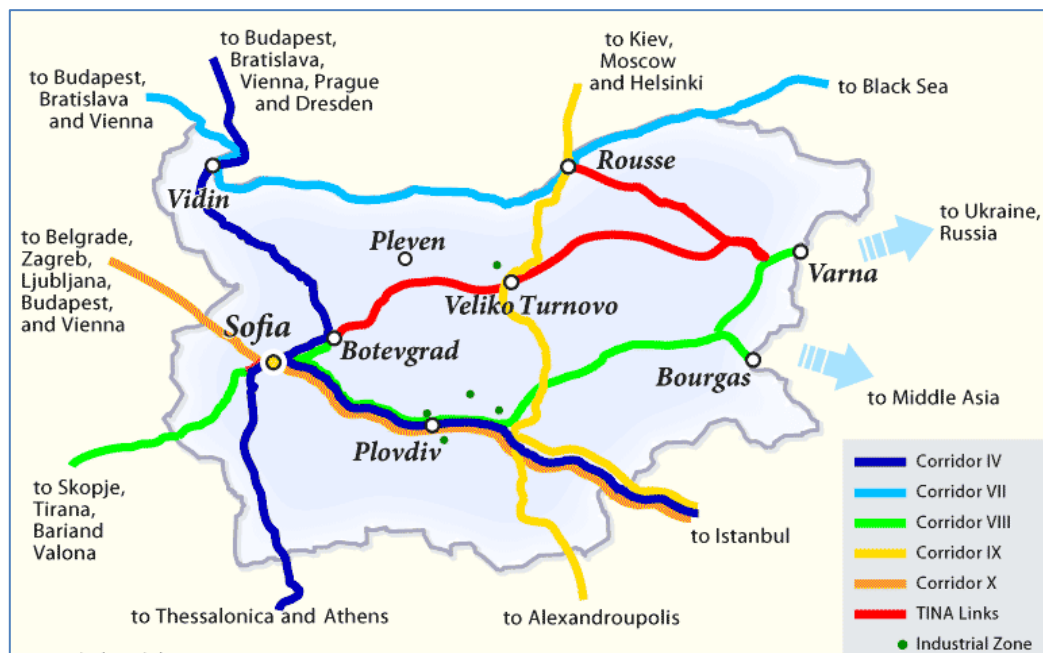 to Budapest,
Bratislava,
Vienna, Prague
and Dresden
to Kiev,
Moscow
and Helsinki
to Budapest,
Bratislava
and Vienna
to Black Sea
Rousse
Vidin
to Ukraine,
Russia
to Belgrade,
Zagreb,
Ljubljana,
Budapest,
and Vienna
Pleven
Varna
Veliko Turnovo
Sofia
Botevgrad
Bourgas
to Middle Asia
Plovdiv
to Skopje,
Tirana,
Bariand
Valona
to Istanbul
to Thessalonica and Athens
to Alexandroupolis
Corridor IV
Corridor VII
Corridor VIII
Corridor IX
Corridor X
TINA Links
Industrial Zone